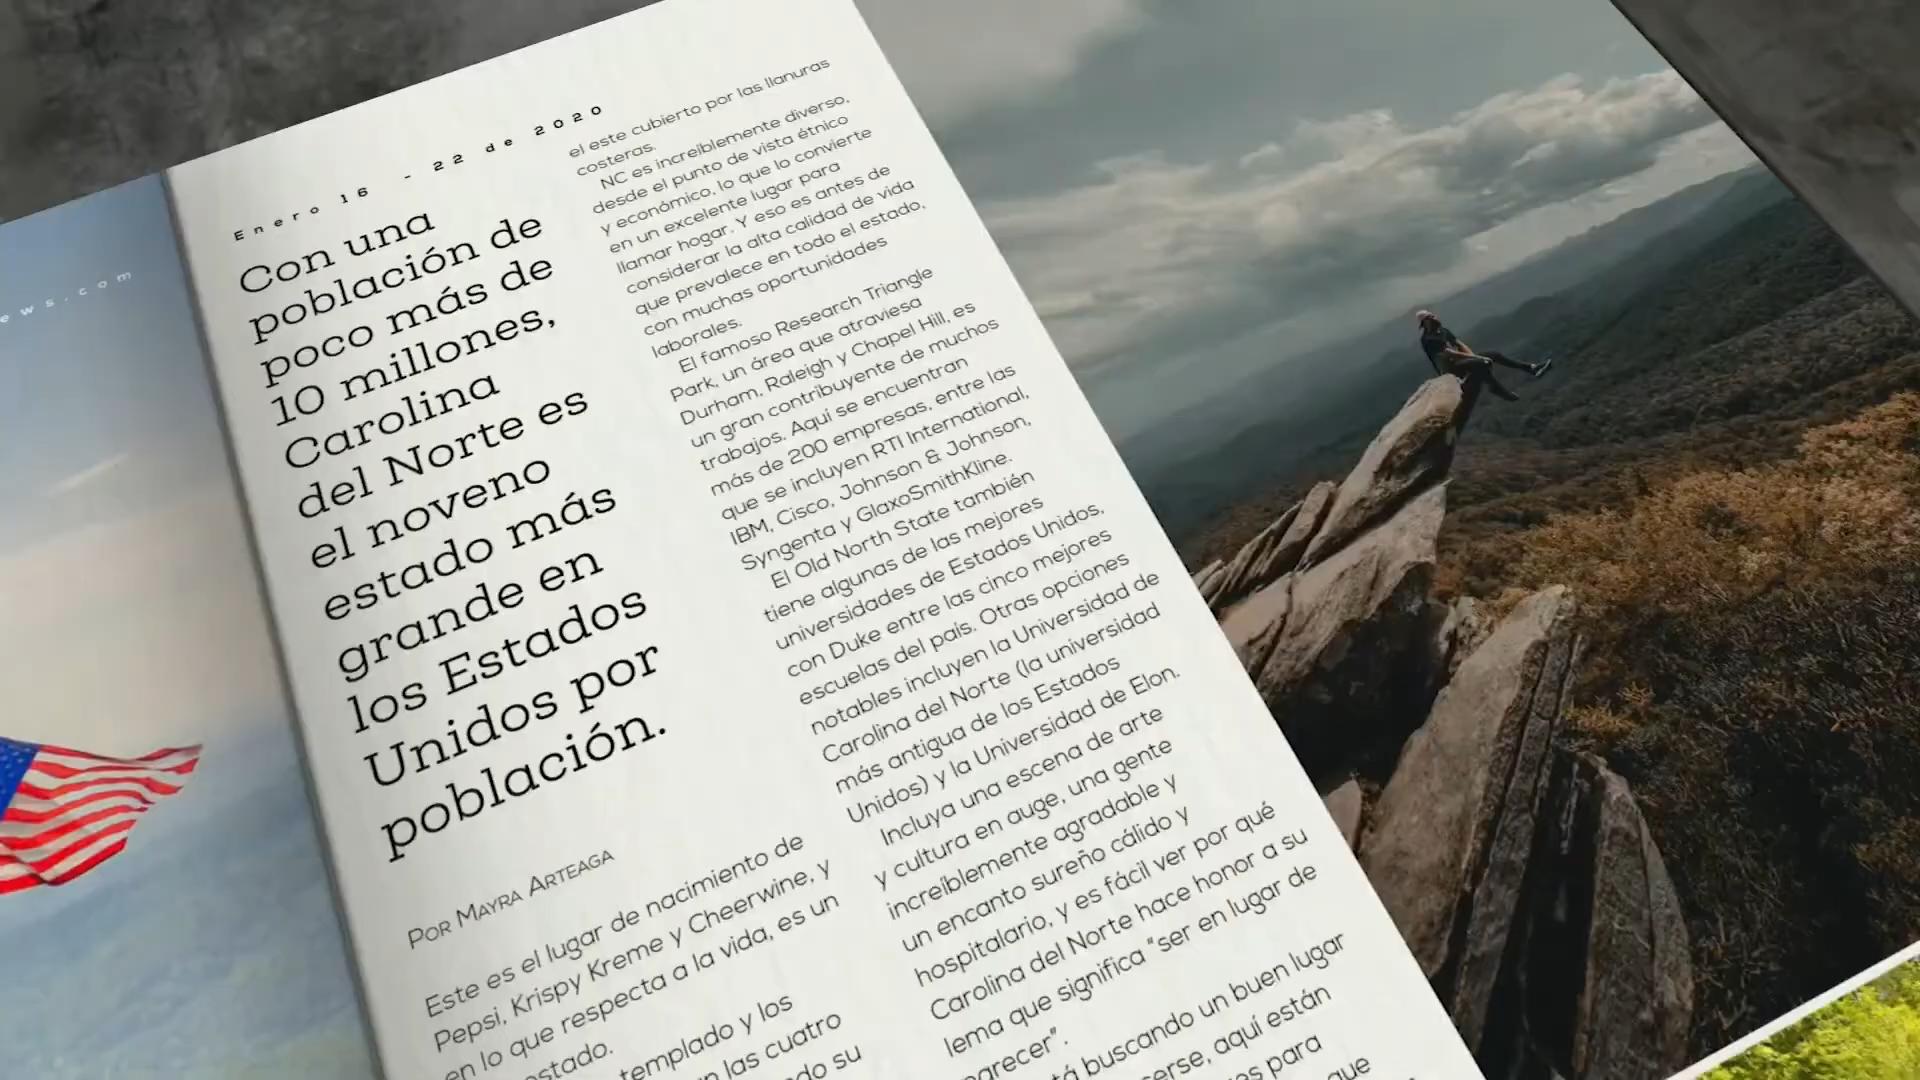 ews.com
Enero 16 - 22 de 2020
Con una
población de
poco más de
10 millones,
Carolina
del Norte es
el noveno
estado más
grande en
los Estados
Unidos por
población.
Por Mayra Arteaga
Este es el lugar de nacimiento de
Pepsi, Krispy Kreme y Cheerwine, y
en lo que respecta a la vida, es un
estado.
templado y los
las cuatro
su
el este cubierto por las llanuras
costeras.
NC es increíblemente diverso,
desde el punto de vista étnico
y económico, lo que lo convierte
en un excelente lugar para
llamar hogar. Y eso es antes de
considerar la alta calidad de vida
que prevalece en todo el estado,
con muchas oportunidades
laborales.
El famoso Research Triangle
Park, un área que atraviesa
Durham, Raleigh y Chapel Hill, es
un gran contribuyente de muchos
trabajos. Aquí se encuentran
más de 200 empresas, entre las
que se incluyen RTI International,
IBM, Cisco, Johnson & Johnson,
Syngenta y GlaxoSmithKline.
El Old North State también
tiene algunas de las mejores
universidades de Estados Unidos,
con Duke entre las cinco mejores
escuelas del país. Otras opciones
notables incluyen la Universidad de
Carolina del Norte (la universidad
más antigua de los Estados
Unidos) y la Universidad de Elon.
Incluya una escena de arte
y cultura en auge, una gente
increíblemente agradable y
un encanto sureño cálido y
hospitalario, y es fácil ver por qué
Carolina del Norte hace honor a su
lema que significa "ser en lugar de
parecer".
buscando un buen lugar
aquí están
para
que